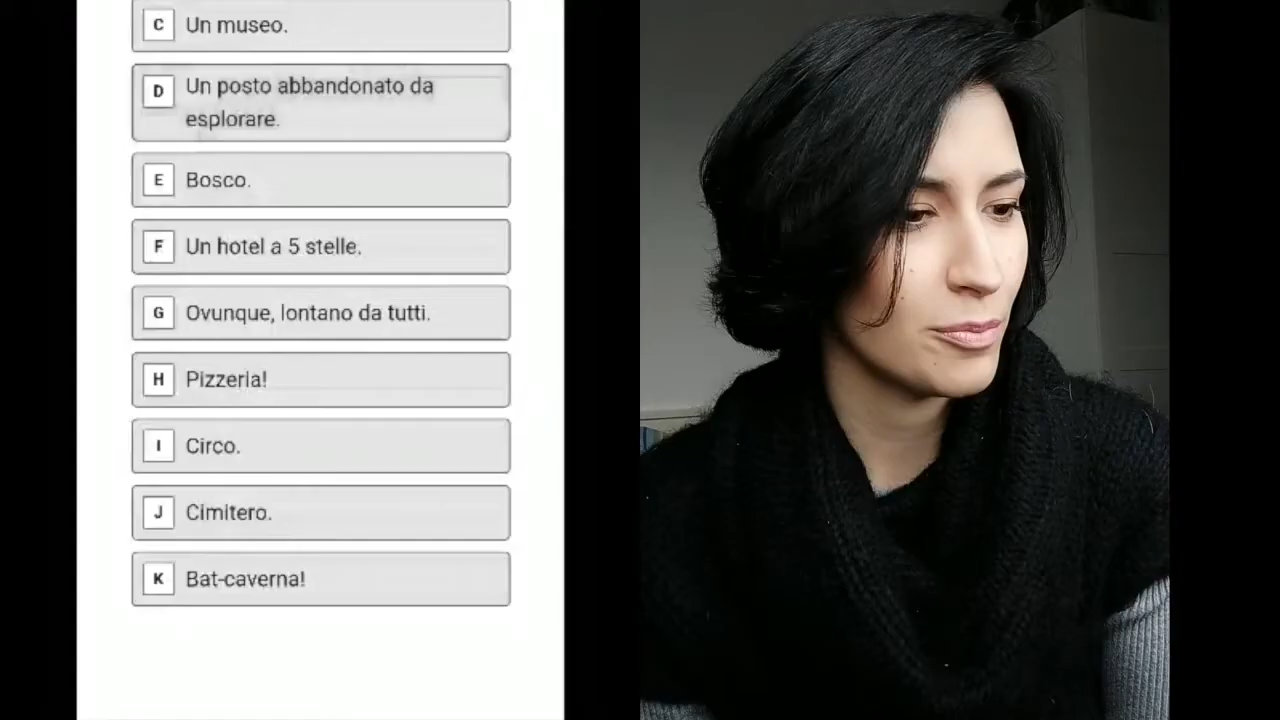 C Un museo.
D Un posto abbandonato da
esplorare.
E Bosco.
F Un hotel a 5 stelle.
G Ovunque, lontano da tutti.
H Pizzeria!
I Circo.
J Cimitero.
K Bat-caverna!